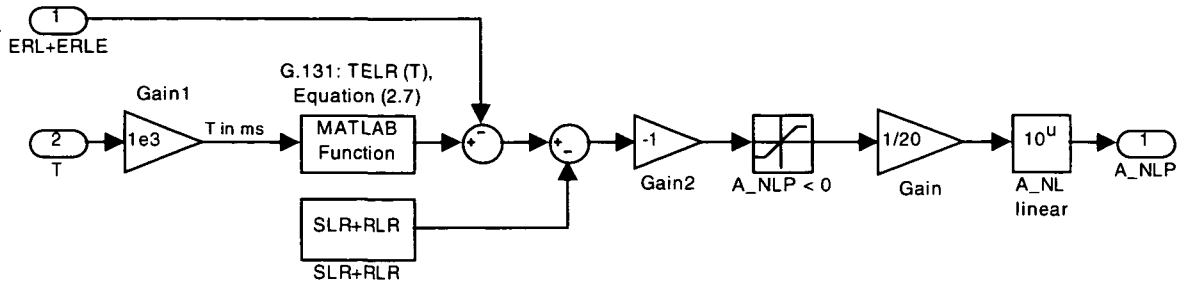 1
ERL+ERLE
G.131: TELR (T),
Equation (2.7)
Gain1
2
T
1e3
T in ms
MATLAB
Function
+
-
+
-
-1
Gain2
A_NLP < 0
1/20
Gain
10^u
A_NL
linear
1
A_NLP
SLR+RLR
SLR+RLR